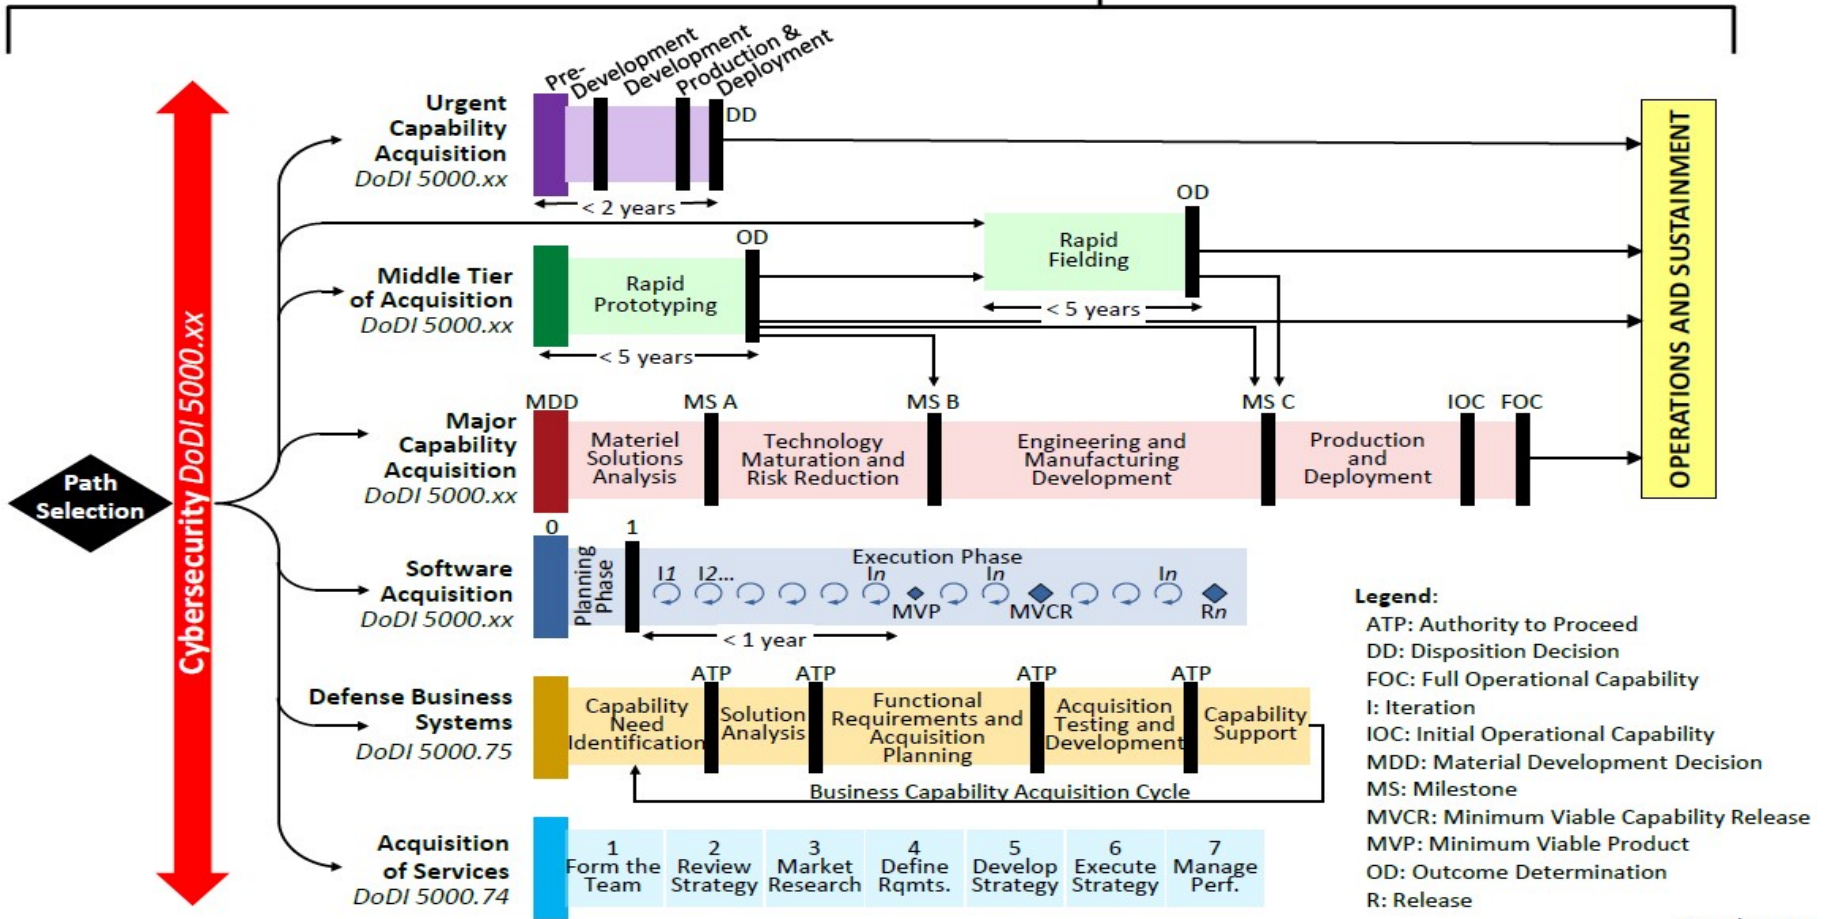 Pre-
Development
Development
Production &
Deployment
Urgent
Capability
Acquisition
DoDI 5000.xx
DD
< 2 years
OD
Rapid
Fielding
< 5 years
Middle Tier
of Acquisition
DoDI 5000.xx
OD
Rapid
Prototyping
< 5 years
Cybersecurity DoDI 5000.xx
Path
Selection
OPERATIONS AND SUSTAINMENT
MDD MS A MS B MS C IOC FOC
Major
Capability
Acquisition
DoDI 5000.xx
Materiel
Solutions
Analysis
Technology
Maturation and
Risk Reduction
Engineering and
Manufacturing
Development
Production
and
Deployment
0 1
Software
Acquisition
DoDI 5000.xx
Planning
Phase
Execution Phase
I1 I2... In In In
MVP MVCR Rn
< 1 year
ATP ATP ATP ATP
Defense Business
Systems
DoDI 5000.75
Capability
Need
Identification
Solution
Analysis
Functional
Requirements and
Acquisition
Planning
Acquisition
Testing and
Development
Capability
Support
Business Capability Acquisition Cycle
Acquisition
of Services
DoDI 5000.74
1
Form the
Team
2
Review
Strategy
3
Market
Research
4
Define
Rqmts.
5
Develop
Strategy
6
Execute
Strategy
7
Manage
Perf.
Legend:
ATP: Authority to Proceed
DD: Disposition Decision
FOC: Full Operational Capability
I: Iteration
IOC: Initial Operational Capability
MDD: Material Development Decision
MS: Milestone
MVCR: Minimum Viable Capability Release
MVP: Minimum Viable Product
OD: Outcome Determination
R: Release